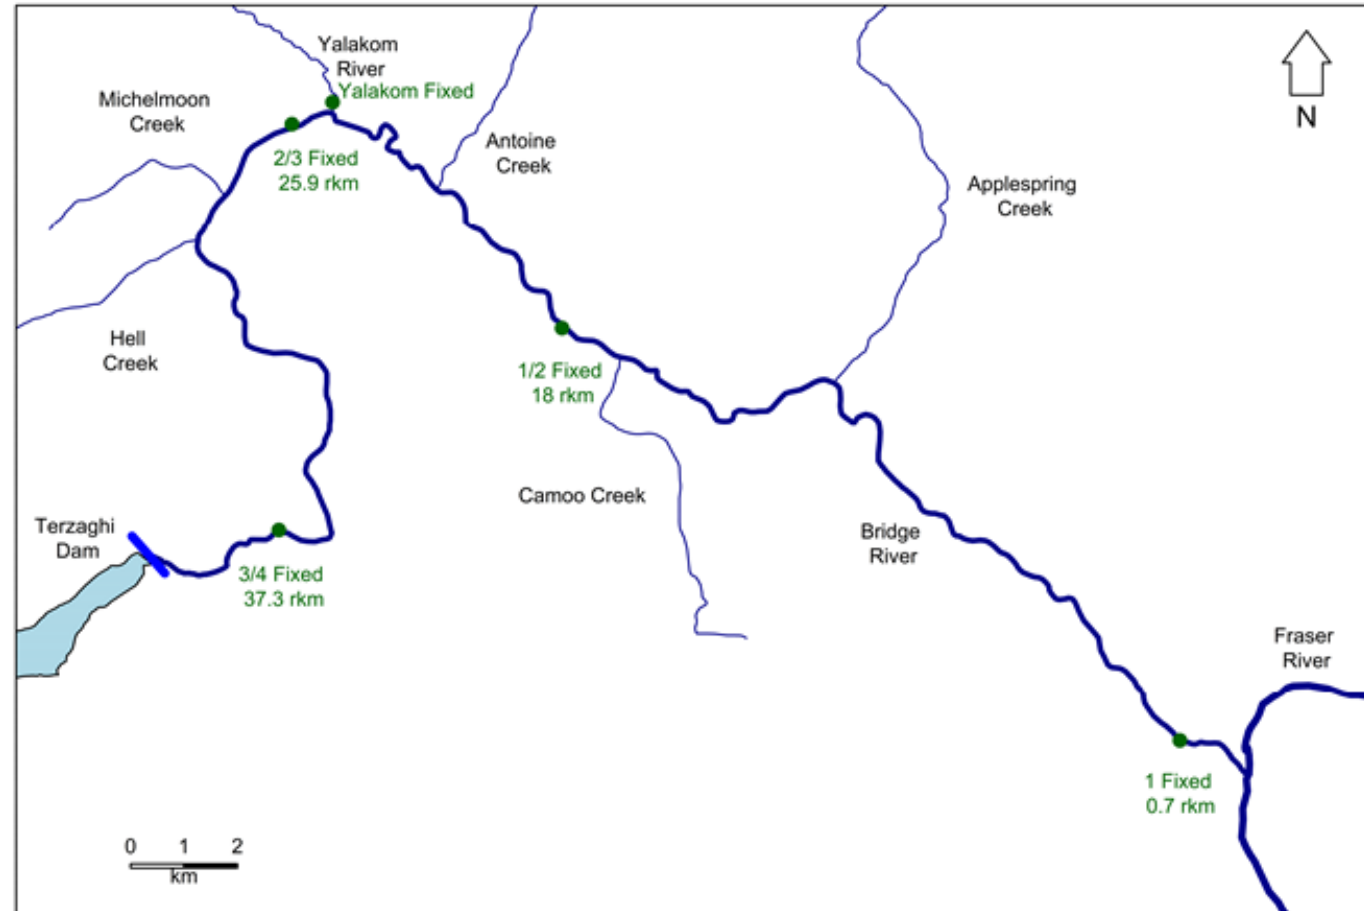 Yalakom
River
Yalakom Fixed
Michelmoon
Creek
2/3 Fixed
25.9 rkm
Antoine
Creek
N
Applespring
Creek
Hell
Creek
1/2 Fixed
18 rkm
Camoo Creek
Terzaghi
Dam
3/4 Fixed
37.3 rkm
Bridge
River
Fraser
River
1 Fixed
0.7 rkm
0 1 2
km